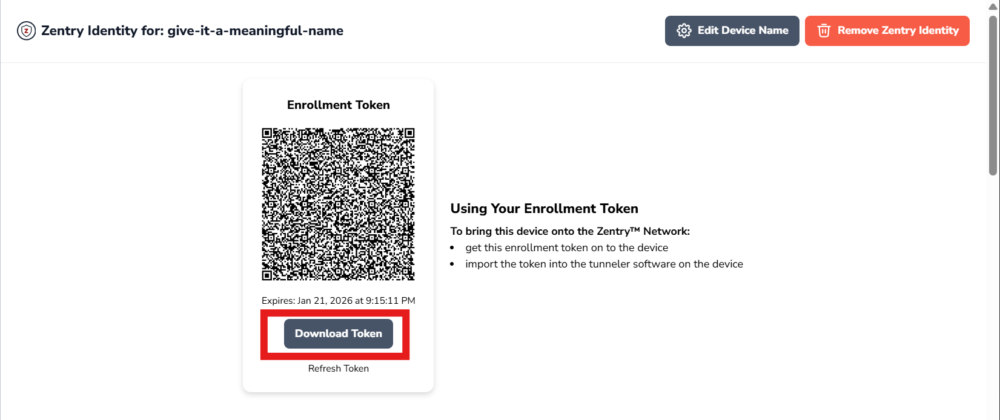 Zentry Identity for: give-it-a-meaningful-name
Edit Device Name
Remove Zentry Identity
Enrollment Token
Expires: Jan 21, 2026 at 9:15:11 PM
Download Token
Refresh Token
Using Your Enrollment Token
To bring this device onto the Zentry™ Network:
• get this enrollment token on to the device
• import the token into the tunneler software on the device